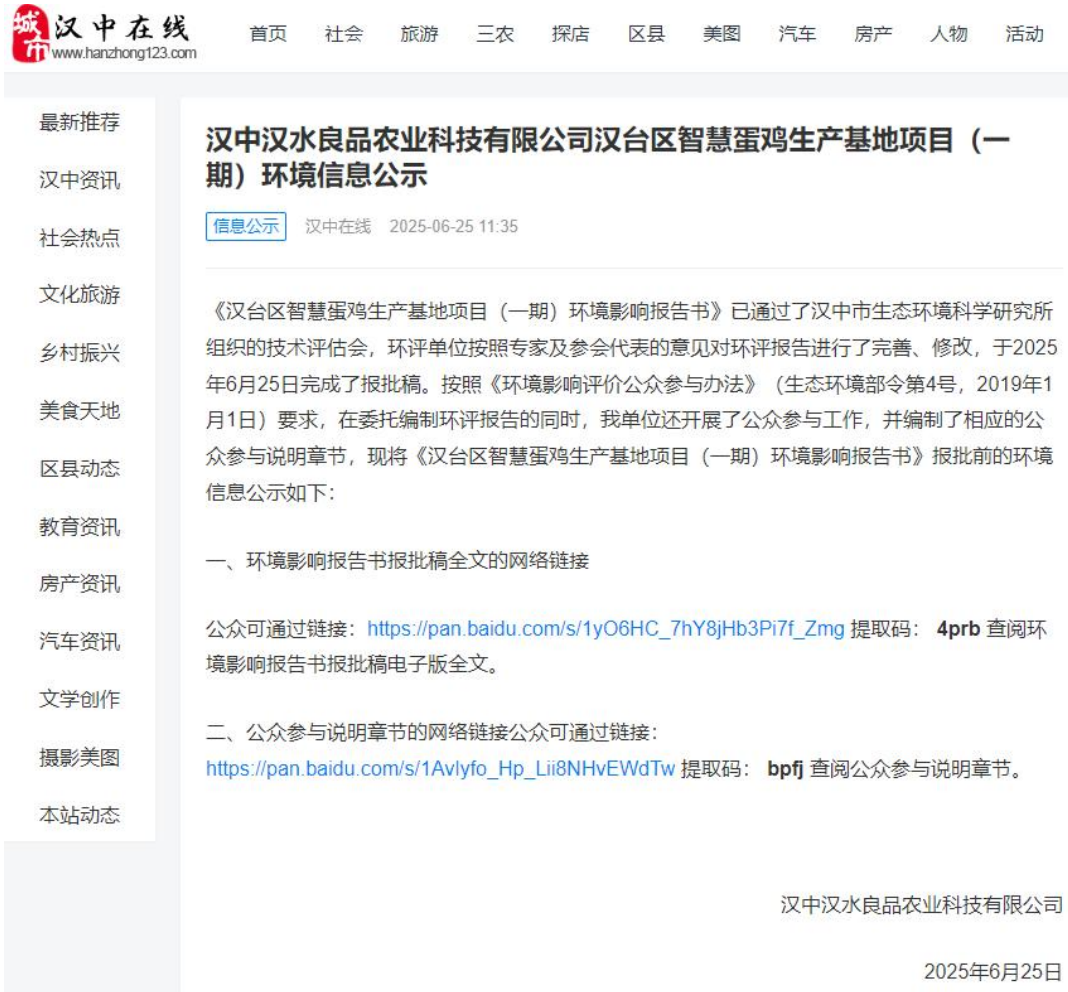 城市
汉中在线
www.hanzhong123.com
首页 社会 旅游 三农 探店 区县 美图 汽车 房产 人物 活动
最新推荐
汉中资讯
社会热点
文化旅游
乡村振兴
美食天地
区县动态
教育资讯
房产资讯
汽车资讯
文学创作
摄影美图
本站动态
汉中汉水良品农业科技有限公司汉台区智慧蛋鸡生产基地项目（一
期）环境信息公示
信息公示 汉中在线 2025-06-25 11:35
《汉台区智慧蛋鸡生产基地项目（一期）环境影响报告书》已通过了汉中市生态环境科学研究所
组织的技术评估会，环评单位按照专家及参会代表的意见对环评报告进行了完善、修改，于2025
年6月25日完成了报批稿。按照《环境影响评价公众参与办法》（生态环境部令第4号，2019年1
月1日）要求，在委托编制环评报告的同时，我单位还开展了公众参与工作，并编制了相应的公
众参与说明章节，现将《汉台区智慧蛋鸡生产基地项目（一期）环境影响报告书》报批前的环境
信息公示如下：
一、环境影响报告书报批稿全文的网络链接
公众可通过链接：https://pan.baidu.com/s/1yO6HC_7hY8jHb3Pi7f_Zmg 提取码： 4prb 查阅环
境影响报告书报批稿电子版全文。
二、公众参与说明章节的网络链接公众可通过链接：
https://pan.baidu.com/s/1Avlyfo_Hp_Lii8NHvEWdTw 提取码： bpfj 查阅公众参与说明章节。
汉中汉水良品农业科技有限公司
2025年6月25日